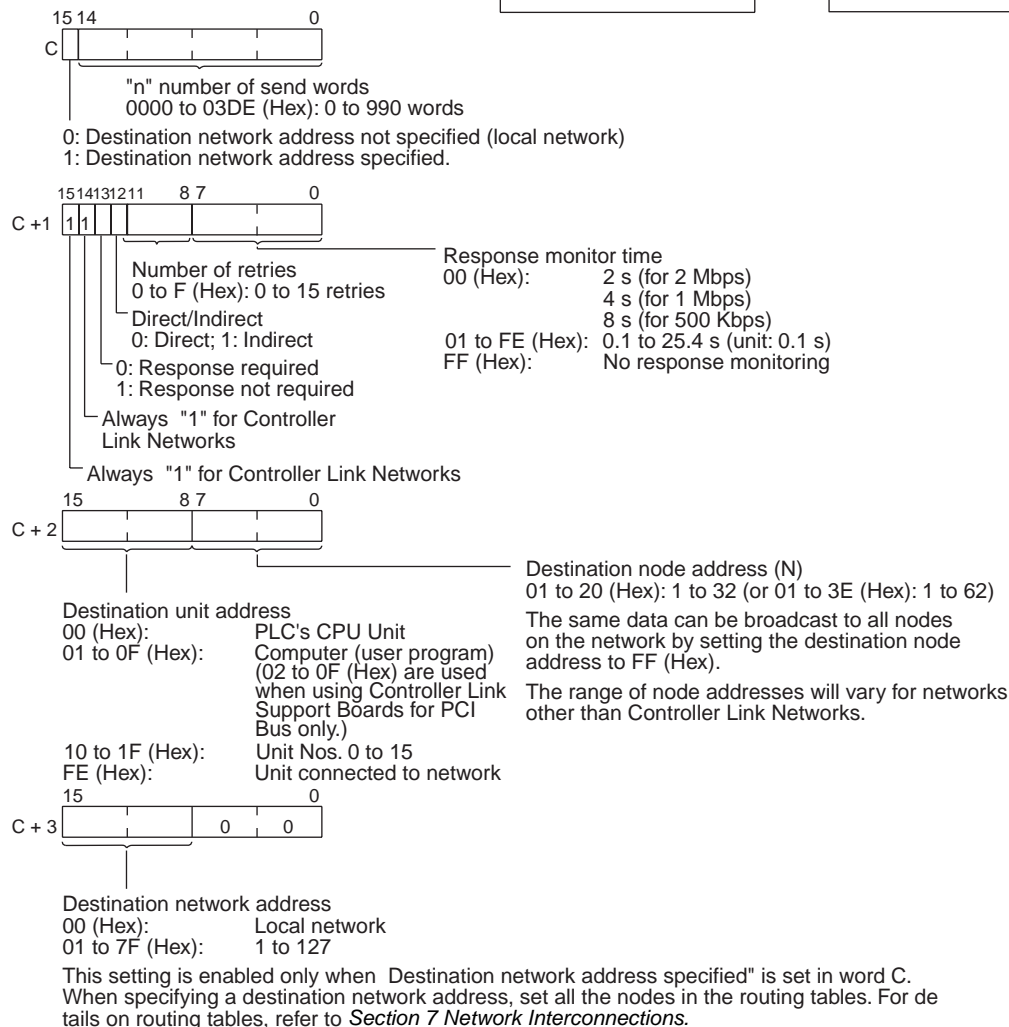 15 14 0
C
"n" number of send words
0000 to 03DE (Hex): 0 to 990 words
0: Destination network address not specified (local network)
1: Destination network address specified.
15 14 13 12 11 8 7 0
C +1 1 1
Number of retries
0 to F (Hex): 0 to 15 retries
Direct/Indirect
0: Direct; 1: Indirect
0: Response required
1: Response not required
Always "1" for Controller
Link Networks
Always "1" for Controller Link Networks
Response monitor time
00 (Hex): 2 s (for 2 Mbps)
4 s (for 1 Mbps)
8 s (for 500 Kbps)
01 to FE (Hex): 0.1 to 25.4 s (unit: 0.1 s)
FF (Hex): No response monitoring
15 8 7 0
C + 2
Destination unit address
00 (Hex): PLC's CPU Unit
01 to 0F (Hex): Computer (user program)
(02 to 0F (Hex) are used
when using Controller Link
Support Boards for PCI
Bus only.)
10 to 1F (Hex): Unit Nos. 0 to 15
FE (Hex): Unit connected to network
Destination node address (N)
01 to 20 (Hex): 1 to 32 (or 01 to 3E (Hex): 1 to 62)
The same data can be broadcast to all nodes
on the network by setting the destination node
address to FF (Hex).
The range of node addresses will vary for networks
other than Controller Link Networks.
15 0
C + 3 0 0
Destination network address
00 (Hex): Local network
01 to 7F (Hex): 1 to 127
This setting is enabled only when Destination network address specified" is set in word C.
When specifying a destination network address, set all the nodes in the routing tables. For de
tails on routing tables, refer to Section 7 Network Interconnections.